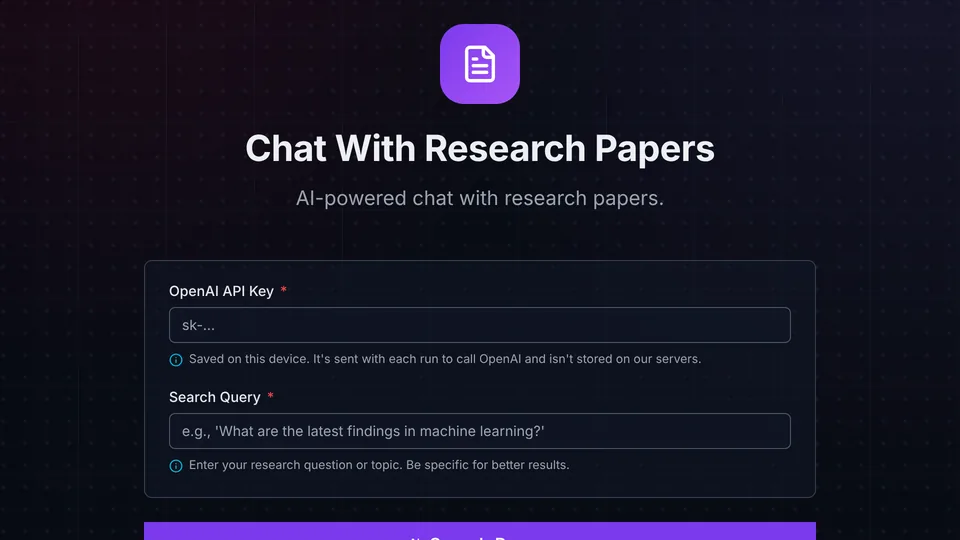 Chat With Research Papers
AI-powered chat with research papers.
OpenAI API Key *
sk-...
Saved on this device. It's sent with each run to call OpenAI and isn't stored on our servers.
Search Query *
e.g., 'What are the latest findings in machine learning?'
Enter your research question or topic. Be specific for better results.